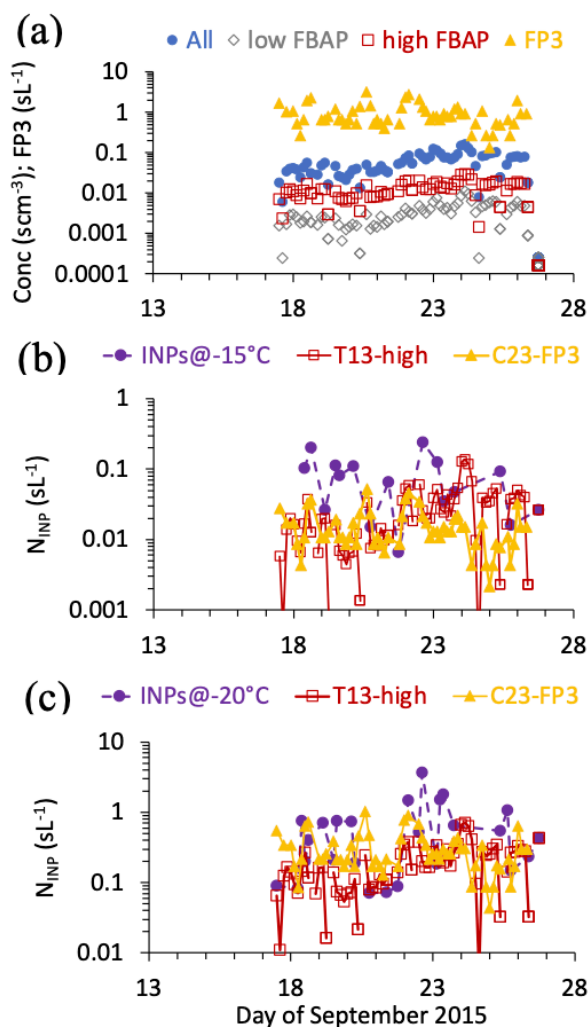 (a)
All low FBAP high FBAP FP3
Conc (scm⁻³); FP3 (sL⁻¹)
10
1
0.1
0.01
0.001
0.0001
13 18 23 28
(b)
INPs@-15°C T13-high C23-FP3
N_INP (sL⁻¹)
1
0.1
0.01
0.001
13 18 23 28
(c)
INPs@-20°C T13-high C23-FP3
N_INP (sL⁻¹)
10
1
0.1
0.01
13 18 23 28
Day of September 2015